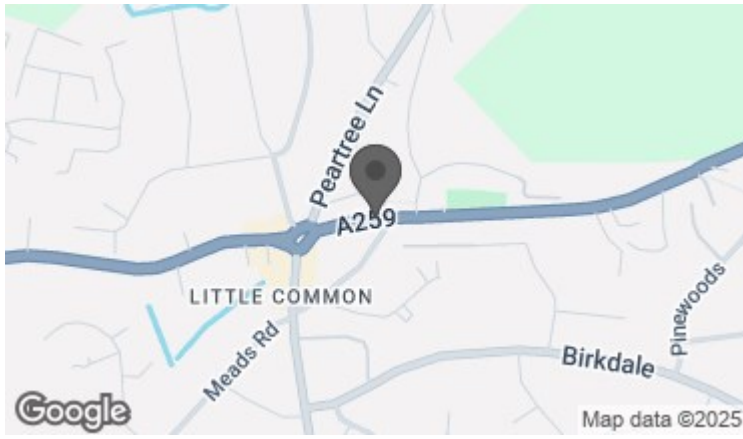 Peartree Ln
A259
LITTLE COMMON
Pinewoods
Meads Rd
Birkdale
Google
Map data ©2025